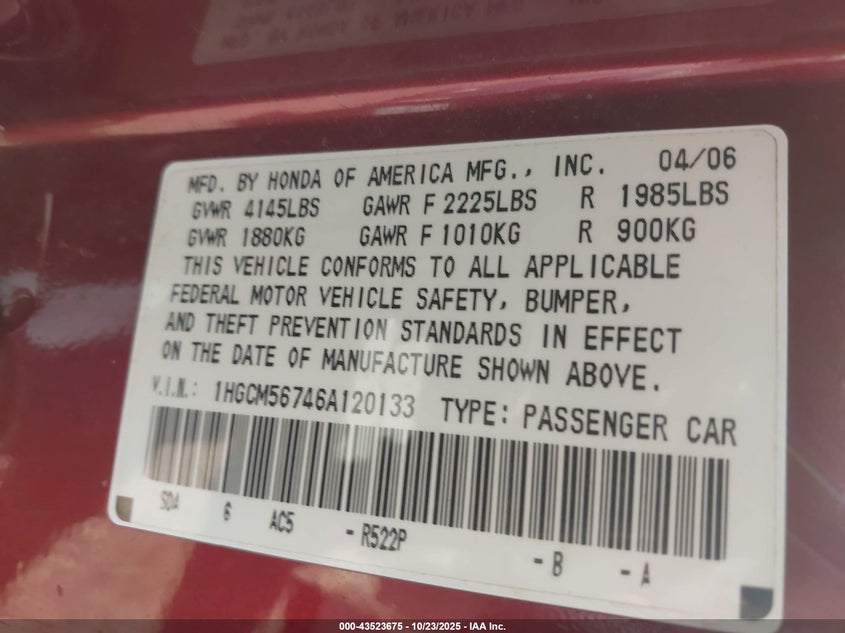 MFD. BY HONDA OF AMERICA MFG., INC. 04/06
GVWR 4145LBS GAWR F 2225LBS R 1985LBS
GVWR 1880KG GAWR F 1010KG R 900KG
THIS VEHICLE CONFORMS TO ALL APPLICABLE
FEDERAL MOTOR VEHICLE SAFETY, BUMPER,
AND THEFT PREVENTION STANDARDS IN EFFECT
ON THE DATE OF MANUFACTURE SHOWN ABOVE.
V.I.N.: 1HGCM56746A120133 TYPE: PASSENGER CAR
SDA 6 AC5 - R522P - B - A
000-43523675 - 10/23/2025 - IAA Inc.